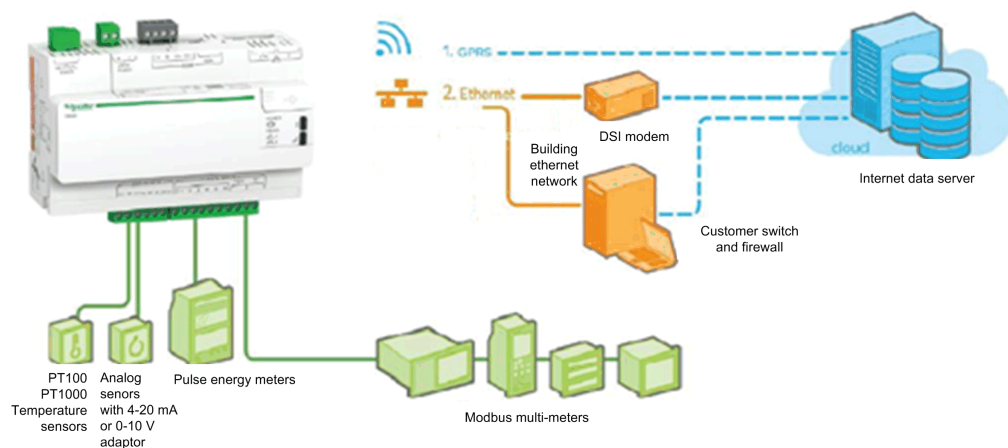 1. GPRS
2. Ethernet
DSI modem
Building
ethernet
network
cloud
Internet data server
Customer switch
and firewall
PT100
PT1000
Temperature
sensors
Analog
senors
with 4-20 mA
or 0-10 V
adaptor
Pulse energy meters
Modbus multi-meters